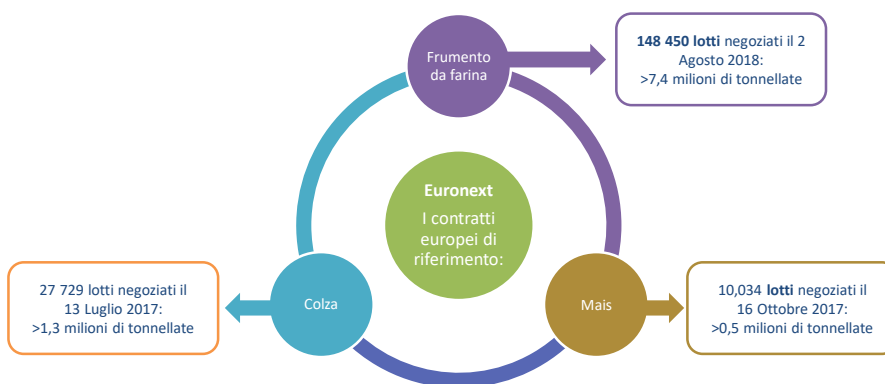 Frumento
da farina
148 450 lotti negoziati il 2
Agosto 2018:
>7,4 milioni di tonnellate
Euronext
I contratti
europei di
riferimento:
27 729 lotti negoziati il
13 Luglio 2017:
>1,3 milioni di tonnellate
Colza
Mais
10,034 lotti negoziati il
16 Ottobre 2017:
>0,5 milioni di tonnellate